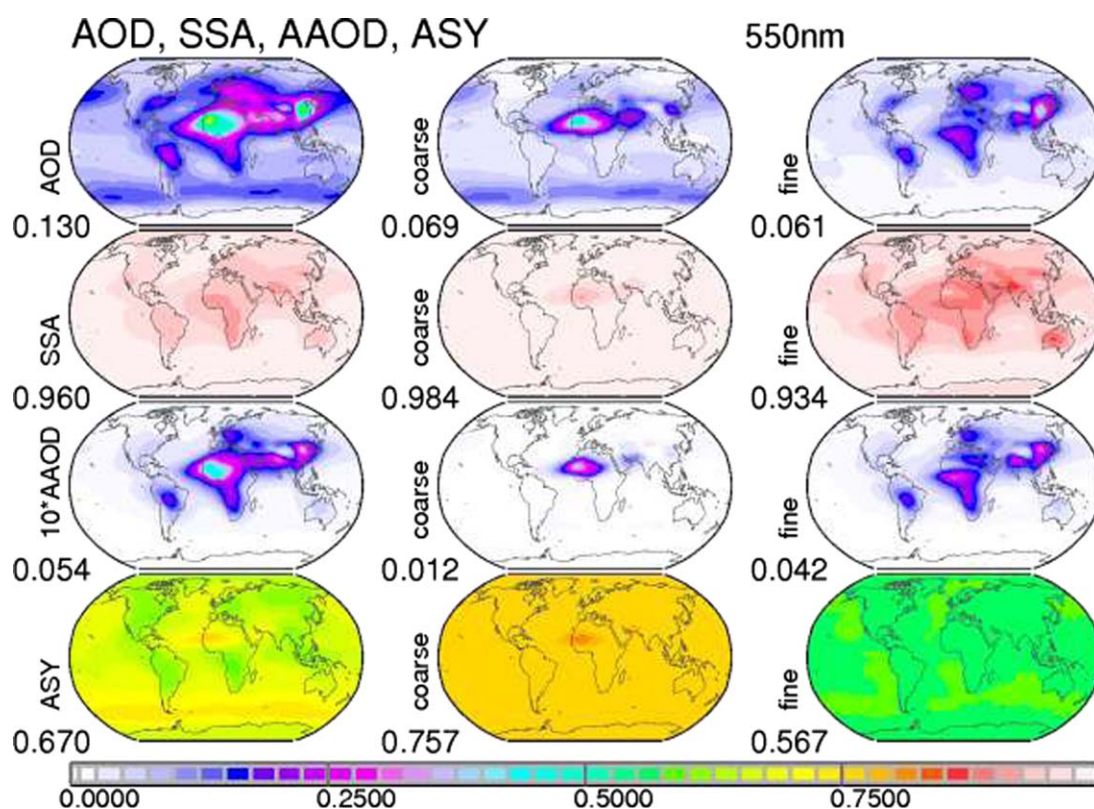 AOD, SSA, AAOD, ASY 550nm
AOD coarse fine
0.130 0.069 0.061
SSA coarse fine
0.960 0.984 0.934
10*AAOD coarse fine
0.054 0.012 0.042
ASY coarse fine
0.670 0.757 0.567
0.0000 0.2500 0.5000 0.7500